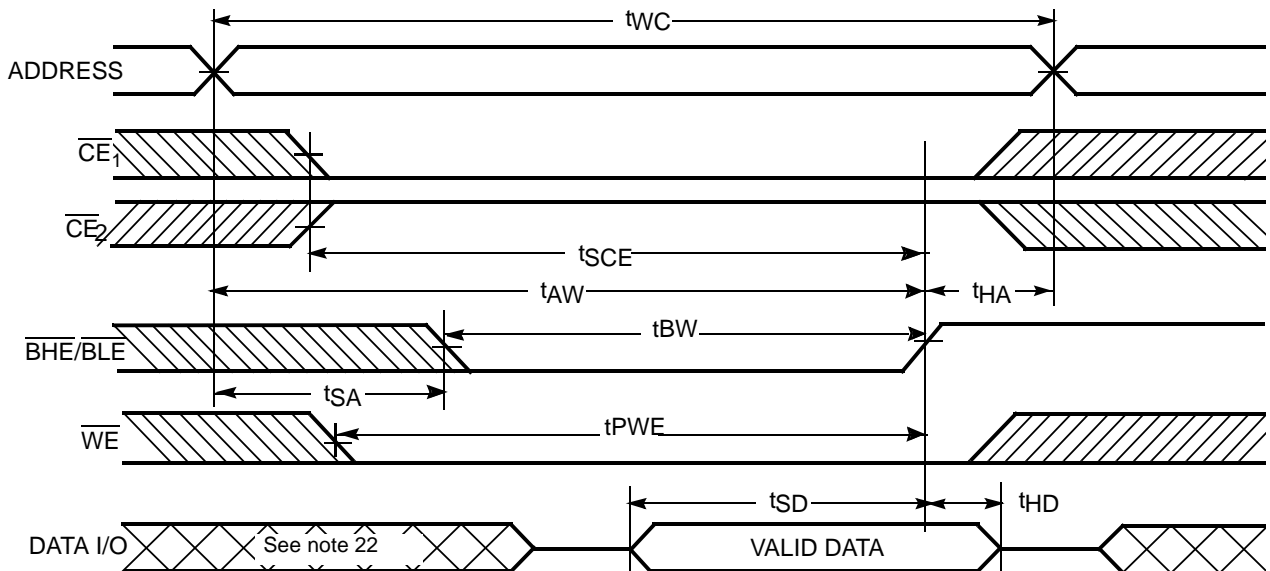 tWC
ADDRESS
CE1
CE2
tSCE
tAW
tHA
BHE/BLE
tBW
tSA
WE
tPWE
tSD
tHD
DATA I/O
See note 22
VALID DATA